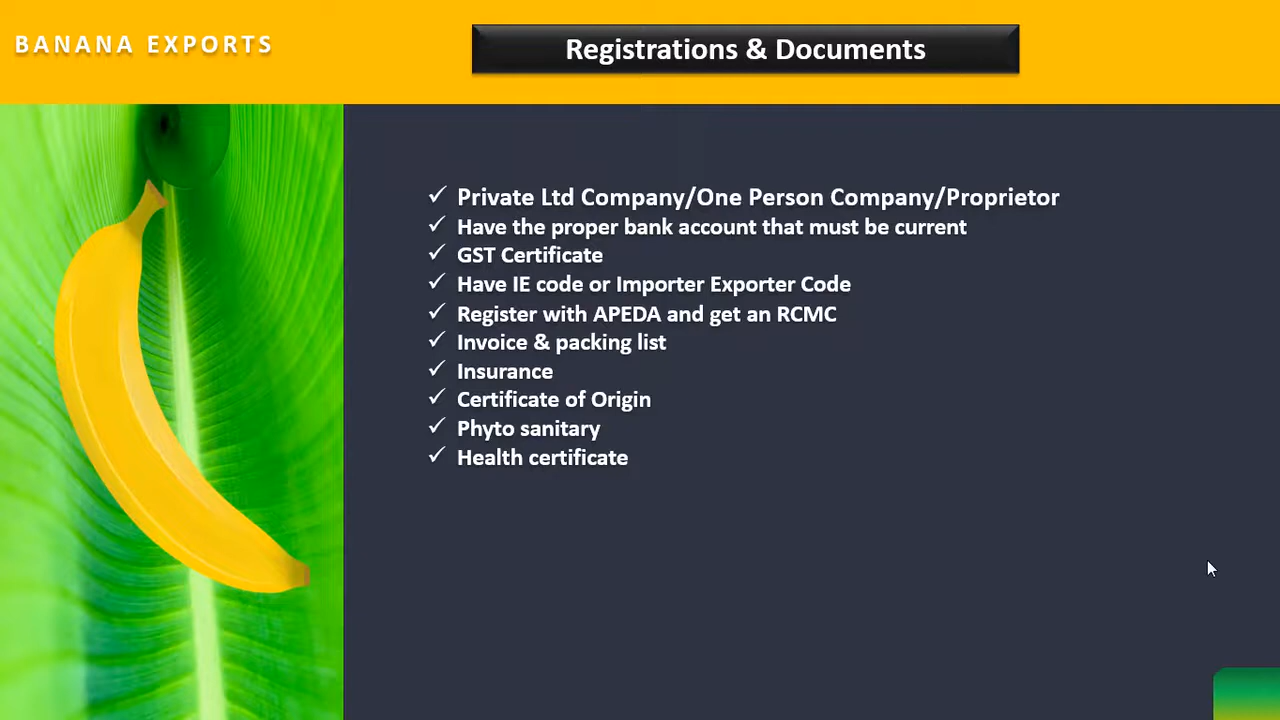 BANANA EXPORTS
Registrations & Documents
✓ Private Ltd Company/One Person Company/Proprietor
✓ Have the proper bank account that must be current
✓ GST Certificate
✓ Have IE code or Importer Exporter Code
✓ Register with APEDA and get an RCMC
✓ Invoice & packing list
✓ Insurance
✓ Certificate of Origin
✓ Phyto sanitary
✓ Health certificate